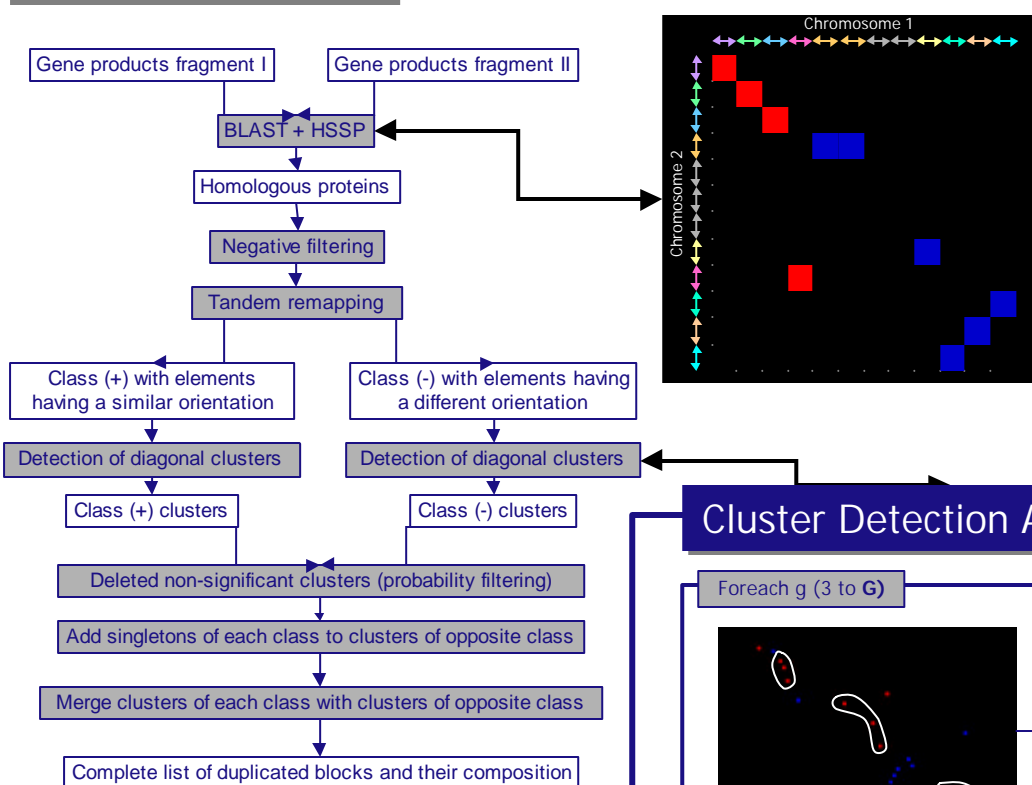 Gene products fragment I
Gene products fragment II
BLAST + HSSP
Homologous proteins
Negative filtering
Tandem remapping
Class (+) with elements
having a similar orientation
Class (-) with elements having
a different orientation
Detection of diagonal clusters
Detection of diagonal clusters
Class (+) clusters
Class (-) clusters
Deleted non-significant clusters (probability filtering)
Add singletons of each class to clusters of opposite class
Merge clusters of each class with clusters of opposite class
Complete list of duplicated blocks and their composition
Chromosome 1
Chromosome 2
Cluster Detection A
Foreach g (3 to G)